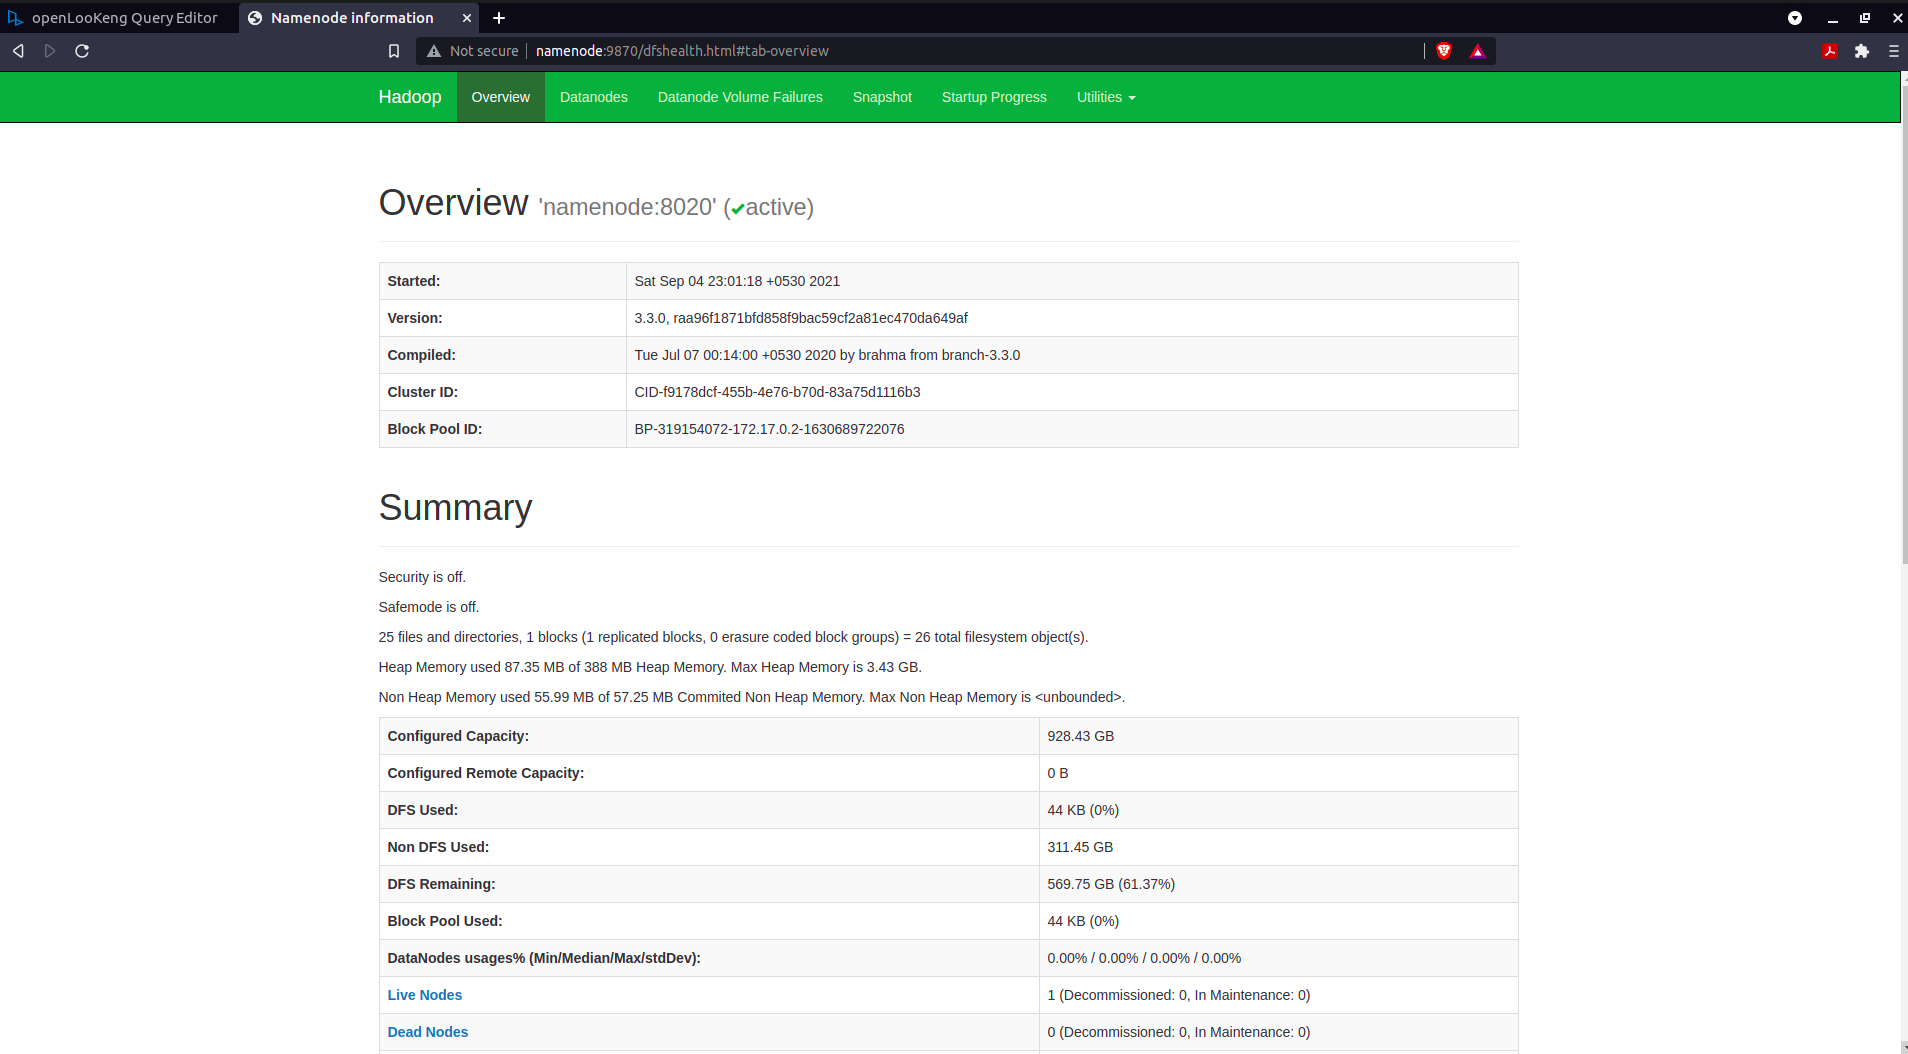 openLooKeng Query Editor
Namenode information
Not secure
namenode:9870/dfshealth.html#tab-overview
Hadoop Overview Datanodes Datanode Volume Failures Snapshot Startup Progress Utilities
Overview 'namenode:8020' (✔active)
Started: Sat Sep 04 23:01:18 +0530 2021
Version: 3.3.0, raa96f1871bfd858f9bac59cf2a81ec470da649af
Compiled: Tue Jul 07 00:14:00 +0530 2020 by brahma from branch-3.3.0
Cluster ID: CID-f9178dcf-455b-4e76-b70d-83a75d1116b3
Block Pool ID: BP-319154072-172.17.0.2-1630689722076
Summary
Security is off.
Safemode is off.
25 files and directories, 1 blocks (1 replicated blocks, 0 erasure coded block groups) = 26 total filesystem object(s).
Heap Memory used 87.35 MB of 388 MB Heap Memory. Max Heap Memory is 3.43 GB.
Non Heap Memory used 55.99 MB of 57.25 MB Commited Non Heap Memory. Max Non Heap Memory is <unbounded>.
Configured Capacity: 928.43 GB
Configured Remote Capacity: 0 B
DFS Used: 44 KB (0%)
Non DFS Used: 311.45 GB
DFS Remaining: 569.75 GB (61.37%)
Block Pool Used: 44 KB (0%)
DataNodes usages% (Min/Median/Max/stdDev): 0.00% / 0.00% / 0.00% / 0.00%
Live Nodes 1 (Decommissioned: 0, In Maintenance: 0)
Dead Nodes 0 (Decommissioned: 0, In Maintenance: 0)